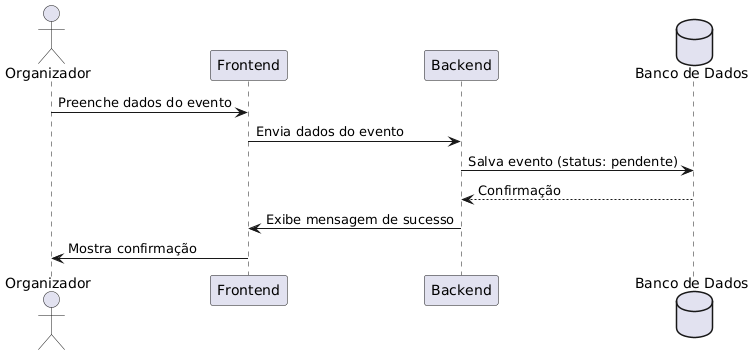 Organizador
Frontend
Backend
Banco de Dados
Preenche dados do evento
Envia dados do evento
Salva evento (status: pendente)
Confirmação
Exibe mensagem de sucesso
Mostra confirmação
Organizador
Frontend
Backend
Banco de Dados